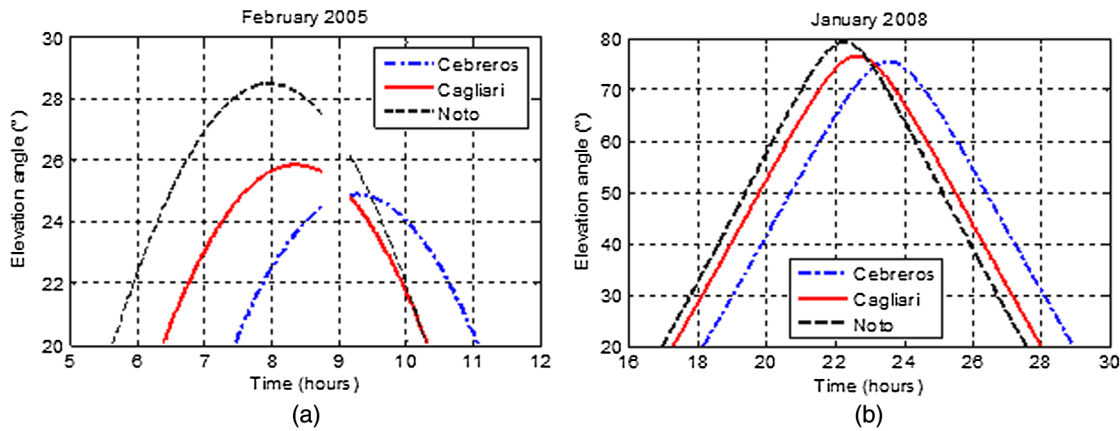 February 2005
30
28
26
24
22
20
Elevation angle (°)
Cebreros
Cagliari
Noto
5 6 7 8 9 10 11 12
Time (hours)
(a)
January 2008
80
70
60
50
40
30
20
Elevation angle (º)
Cebreros
Cagliari
Noto
16 18 20 22 24 26 28 30
Time (hours)
(b)